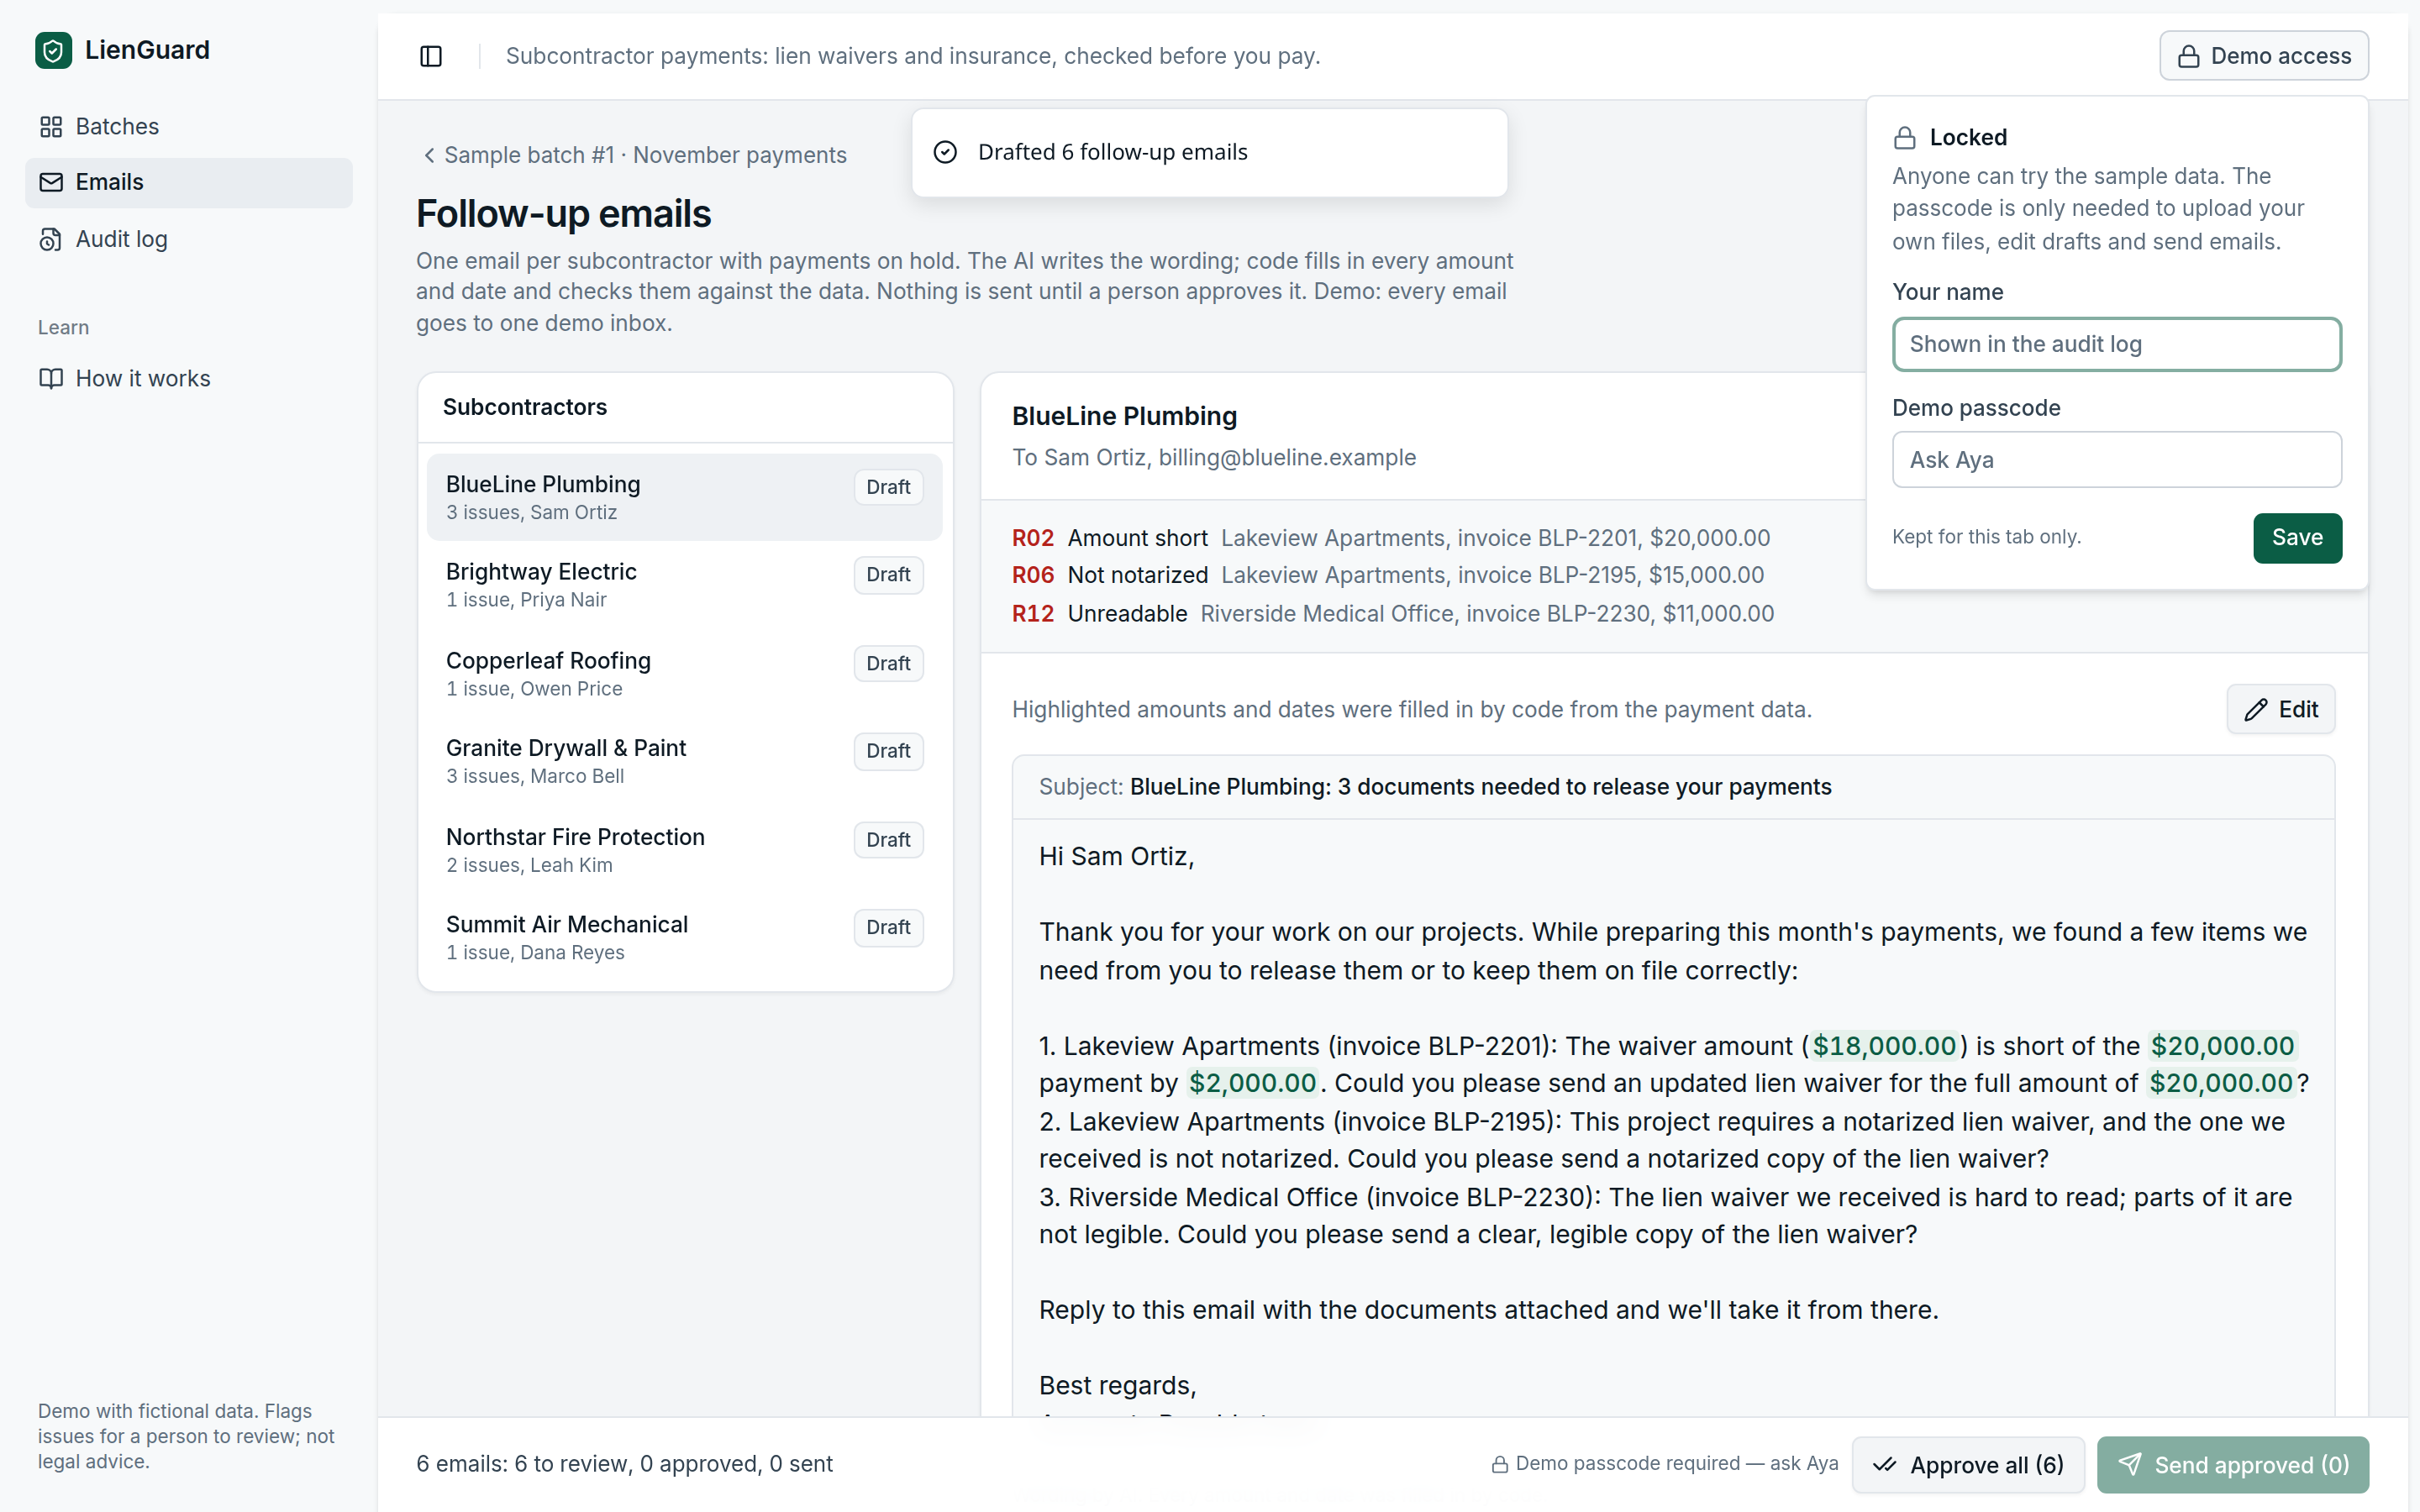 LienGuard
Batches
Emails
Audit log
Learn
How it works
Demo with fictional data. Flags
issues for a person to review; not
legal advice.
Subcontractor payments: lien waivers and insurance, checked before you pay.
Demo access
Drafted 6 follow-up emails
Sample batch #1 · November payments
Follow-up emails
One email per subcontractor with payments on hold. The AI writes the wording; code fills in every amount
and date and checks them against the data. Nothing is sent until a person approves it. Demo: every email
goes to one demo inbox.
Locked
Anyone can try the sample data. The
passcode is only needed to upload your
own files, edit drafts and send emails.
Your name
Shown in the audit log
Demo passcode
Ask Aya
Kept for this tab only.
Save
Subcontractors
BlueLine Plumbing
Draft
3 issues, Sam Ortiz
Brightway Electric
Draft
1 issue, Priya Nair
Copperleaf Roofing
Draft
1 issue, Owen Price
Granite Drywall & Paint
Draft
3 issues, Marco Bell
Northstar Fire Protection
Draft
2 issues, Leah Kim
Summit Air Mechanical
Draft
1 issue, Dana Reyes
BlueLine Plumbing
To Sam Ortiz, billing@blueline.example
R02 Amount short Lakeview Apartments, invoice BLP-2201, $20,000.00
R06 Not notarized Lakeview Apartments, invoice BLP-2195, $15,000.00
R12 Unreadable Riverside Medical Office, invoice BLP-2230, $11,000.00
Highlighted amounts and dates were filled in by code from the payment data.
Edit
Subject: BlueLine Plumbing: 3 documents needed to release your payments
Hi Sam Ortiz,
Thank you for your work on our projects. While preparing this month's payments, we found a few items we
need from you to release them or to keep them on file correctly:
1. Lakeview Apartments (invoice BLP-2201): The waiver amount ($18,000.00) is short of the $20,000.00
payment by $2,000.00. Could you please send an updated lien waiver for the full amount of $20,000.00?
2. Lakeview Apartments (invoice BLP-2195): This project requires a notarized lien waiver, and the one we
received is not notarized. Could you please send a notarized copy of the lien waiver?
3. Riverside Medical Office (invoice BLP-2230): The lien waiver we received is hard to read; parts of it are
not legible. Could you please send a clear, legible copy of the lien waiver?
Reply to this email with the documents attached and we'll take it from there.
Best regards,
6 emails: 6 to review, 0 approved, 0 sent
Demo passcode required — ask Aya
Approve all (6)
Send approved (0)